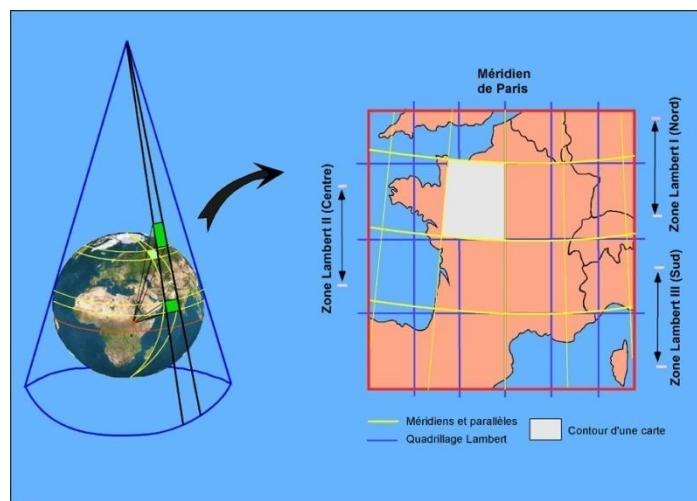 Méridien
de Paris
Zone Lambert II (Centre)
Zone Lambert I (Nord)
Zone Lambert III (Sud)
Méridiens et parallèles
Quadrillage Lambert
Contour d'une carte